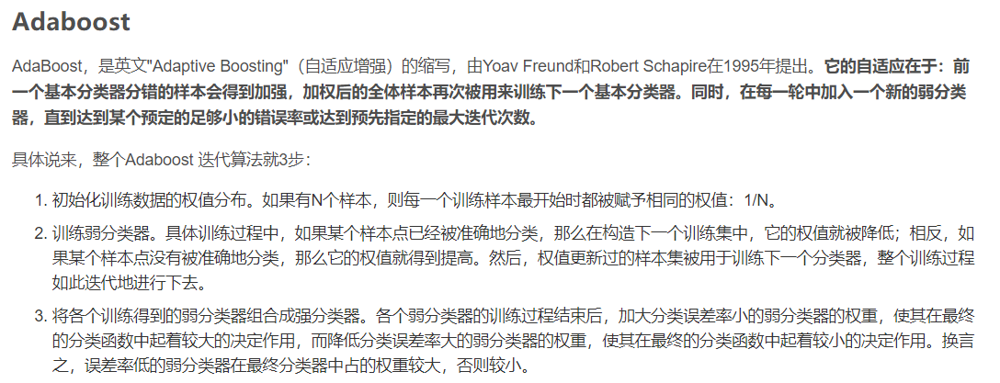 Adaboost
AdaBoost，是英文"Adaptive Boosting"（自适应增强）的缩写，由Yoav Freund和Robert Schapire在1995年提出。它的自适应在于：前
一个基本分类器分错的样本会得到加强，加权后的全体样本再次被用来训练下一个基本分类器。同时，在每一轮中加入一个新的弱分类
器，直到达到某个预定的足够小的错误率或达到预先指定的最大迭代次数。
具体说来，整个Adaboost 迭代算法就3步：
1. 初始化训练数据的权值分布。如果有N个样本，则每一个训练样本最开始时都被赋予相同的权值：1/N。
2. 训练弱分类器。具体训练过程中，如果某个样本点已经被准确地分类，那么在构造下一个训练集中，它的权值就被降低；相反，如
果某个样本点没有被准确地分类，那么它的权值就得到提高。然后，权值更新过的样本集被用于训练下一个分类器，整个训练过程
如此迭代地进行下去。
3. 将各个训练得到的弱分类器组合成强分类器。各个弱分类器的训练过程结束后，加大分类误差率小的弱分类器的权重，使其在最终
的分类函数中起着较大的决定作用，而降低分类误差率大的弱分类器的权重，使其在最终的分类函数中起着较小的决定作用。换言
之，误差率低的弱分类器在最终分类器中占的权重较大，否则较小。